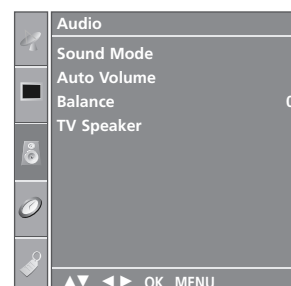 Audio
Sound Mode
Auto Volume
Balance 0
TV Speaker
▲▼ ◄► OK MENU